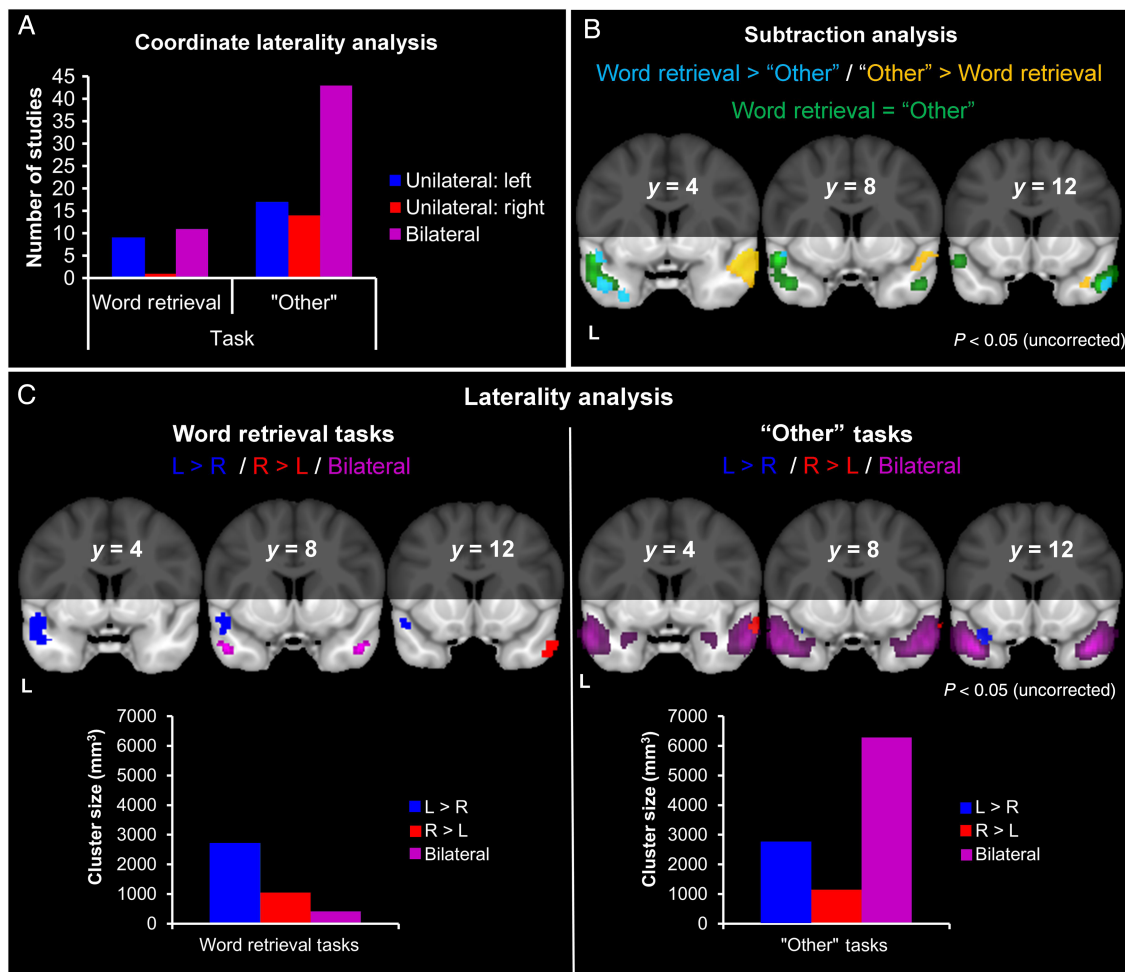 A
Coordinate laterality analysis
Number of studies
45
40
35
30
25
20
15
10
5
0
Unilateral: left
Unilateral: right
Bilateral
Word retrieval
"Other"
Task
B
Subtraction analysis
Word retrieval > “Other” / “Other” > Word retrieval
Word retrieval = “Other”
y = 4
y = 8
y = 12
L
P < 0.05 (uncorrected)
C
Laterality analysis
Word retrieval tasks
L > R / R > L / Bilateral
y = 4
y = 8
y = 12
L
Cluster size (mm³)
7000
6000
5000
4000
3000
2000
1000
0
L > R
R > L
Bilateral
Word retrieval tasks
“Other” tasks
L > R / R > L / Bilateral
y = 4
y = 8
y = 12
L
P < 0.05 (uncorrected)
Cluster size (mm³)
7000
6000
5000
4000
3000
2000
1000
0
L > R
R > L
Bilateral
"Other" tasks